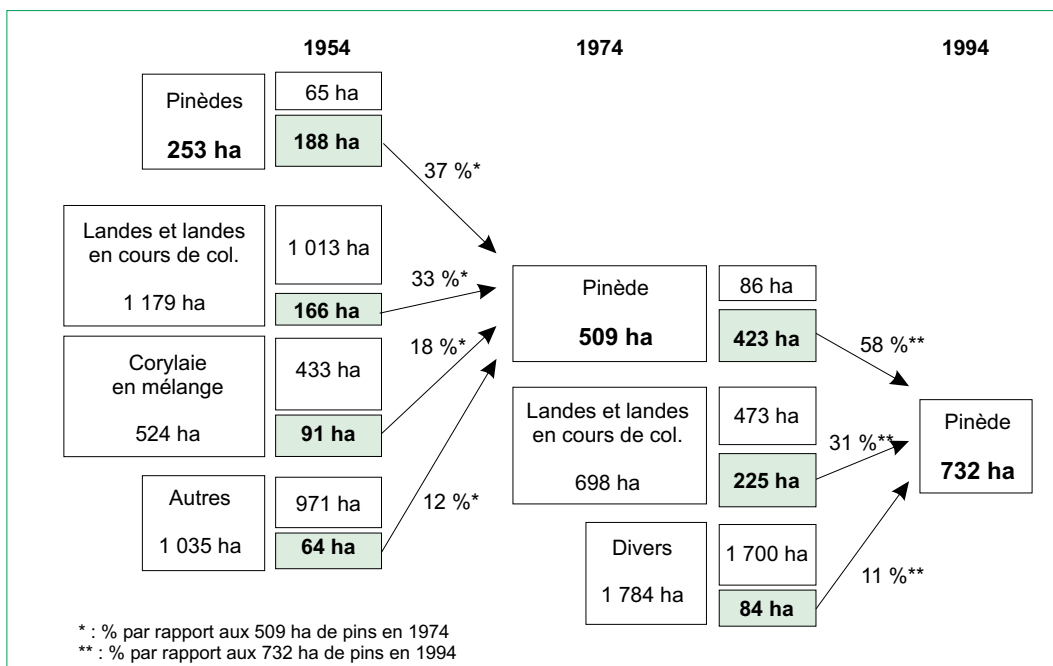 1954
1974
1994
Pinèdes
253 ha
65 ha
188 ha
37 %*
Landes et landes
en cours de col.
1 179 ha
1 013 ha
166 ha
33 %*
Corylaie
en mélange
524 ha
433 ha
91 ha
18 %*
Autres
1 035 ha
971 ha
64 ha
12 %*
Pinède
509 ha
86 ha
423 ha
58 %**
Landes et landes
en cours de col.
698 ha
473 ha
225 ha
31 %**
Divers
1 784 ha
1 700 ha
84 ha
11 %**
Pinède
732 ha
* : % par rapport aux 509 ha de pins en 1974
** : % par rapport aux 732 ha de pins en 1994